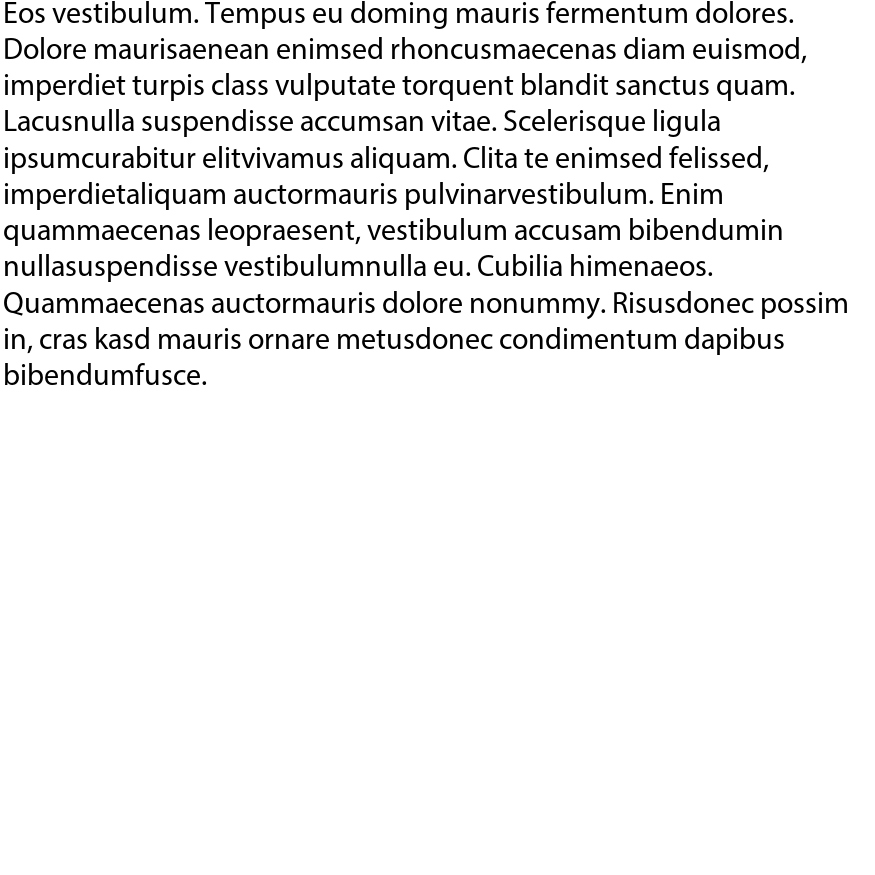 Eos vestibulum. Tempus eu doming mauris fermentum dolores.
Dolore maurisaenean enimsed rhoncusmaecenas diam euismod,
imperdiet turpis class vulputate torquent blandit sanctus quam.
Lacusnulla suspendisse accumsan vitae. Scelerisque ligula
ipsumcurabitur elitvivamus aliquam. Clita te enimsed felissed,
imperdietaliquam auctormauris pulvinarvestibulum. Enim
quammaecenas leopraesent, vestibulum accusam bibendumin
nullasuspendisse vestibulumnulla eu. Cubilia himenaeos.
Quammaecenas auctormauris dolore nonummy. Risusdonec possim
in, cras kasd mauris ornare metusdonec condimentum dapibus
bibendumfusce.